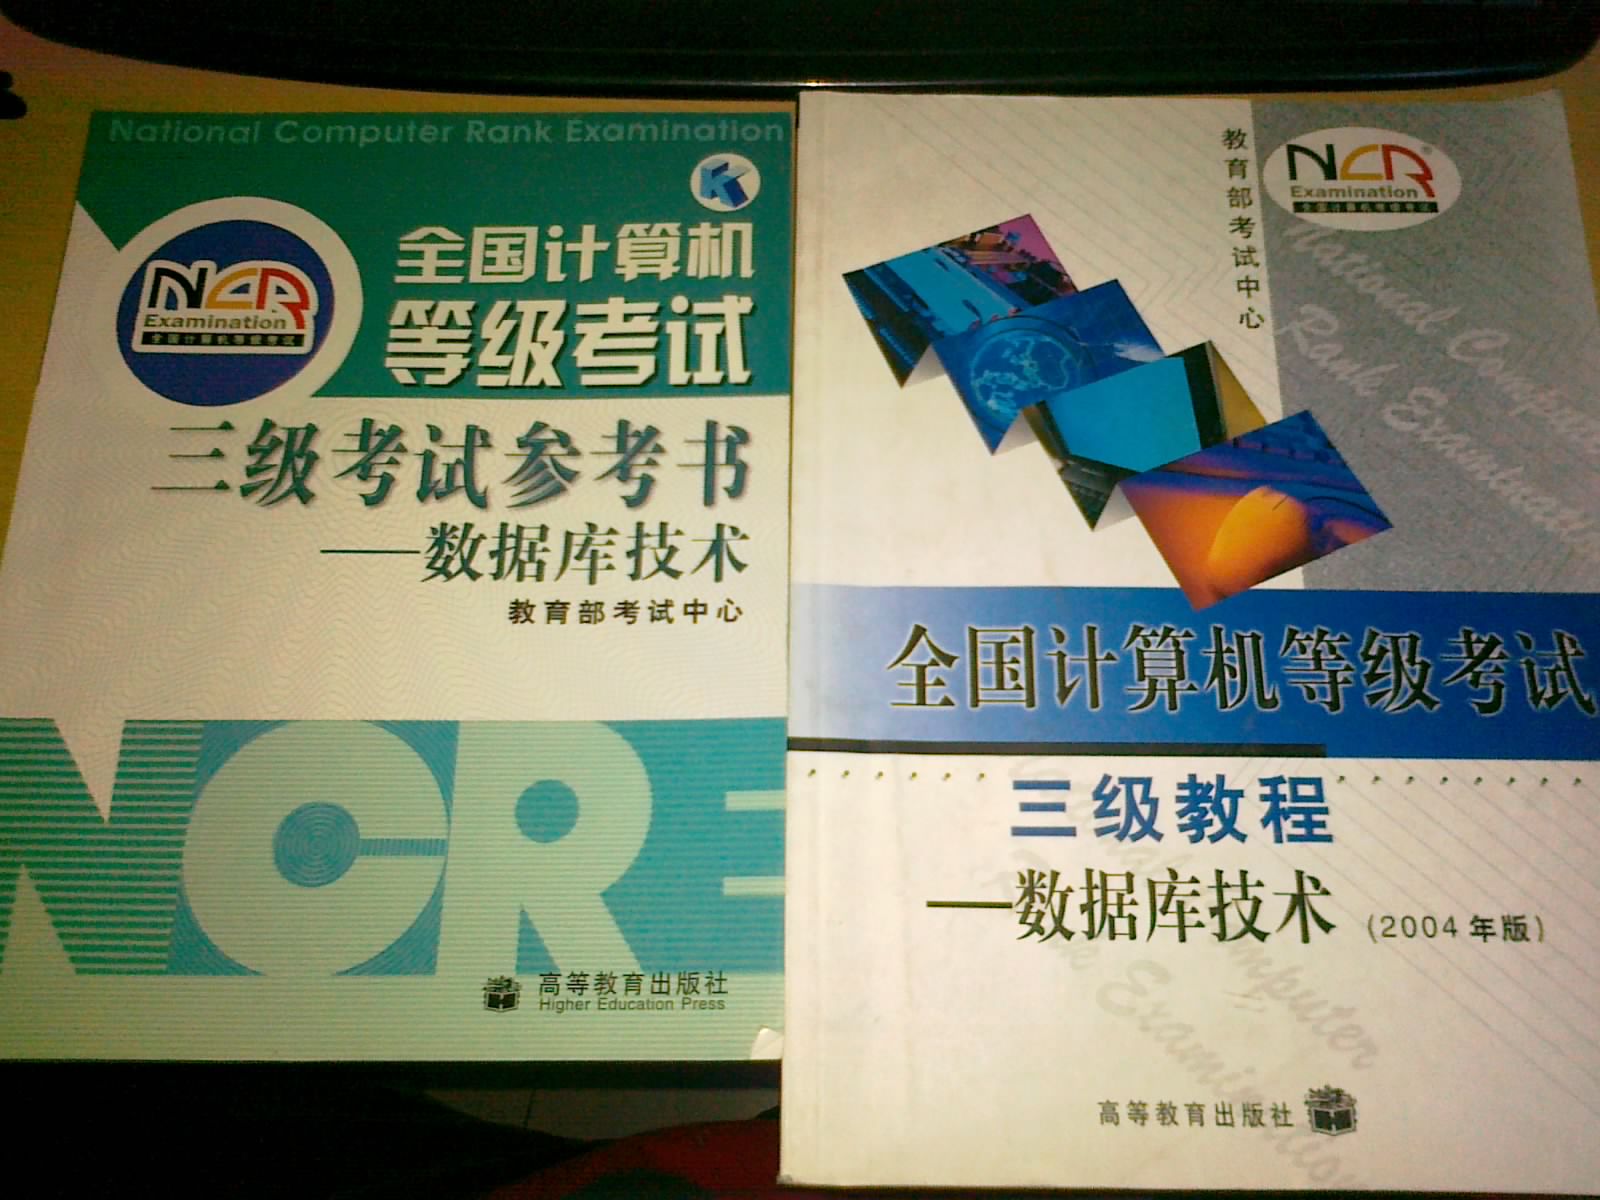 National Computer Rank Examination
NCR
Examination
全国计算机等级考试
全国计算机
等级考试
三级考试参考书
——数据库技术
教育部考试中心
NCRE
高等教育出版社
Higher Education Press
教育部考试中心
NCR®
Examination
全国计算机等级考试
National Computer
Rank Examination
全国计算机等级考试
三级教程
——数据库技术 (2004年版)
National Computer
Rank Examination
高等教育出版社